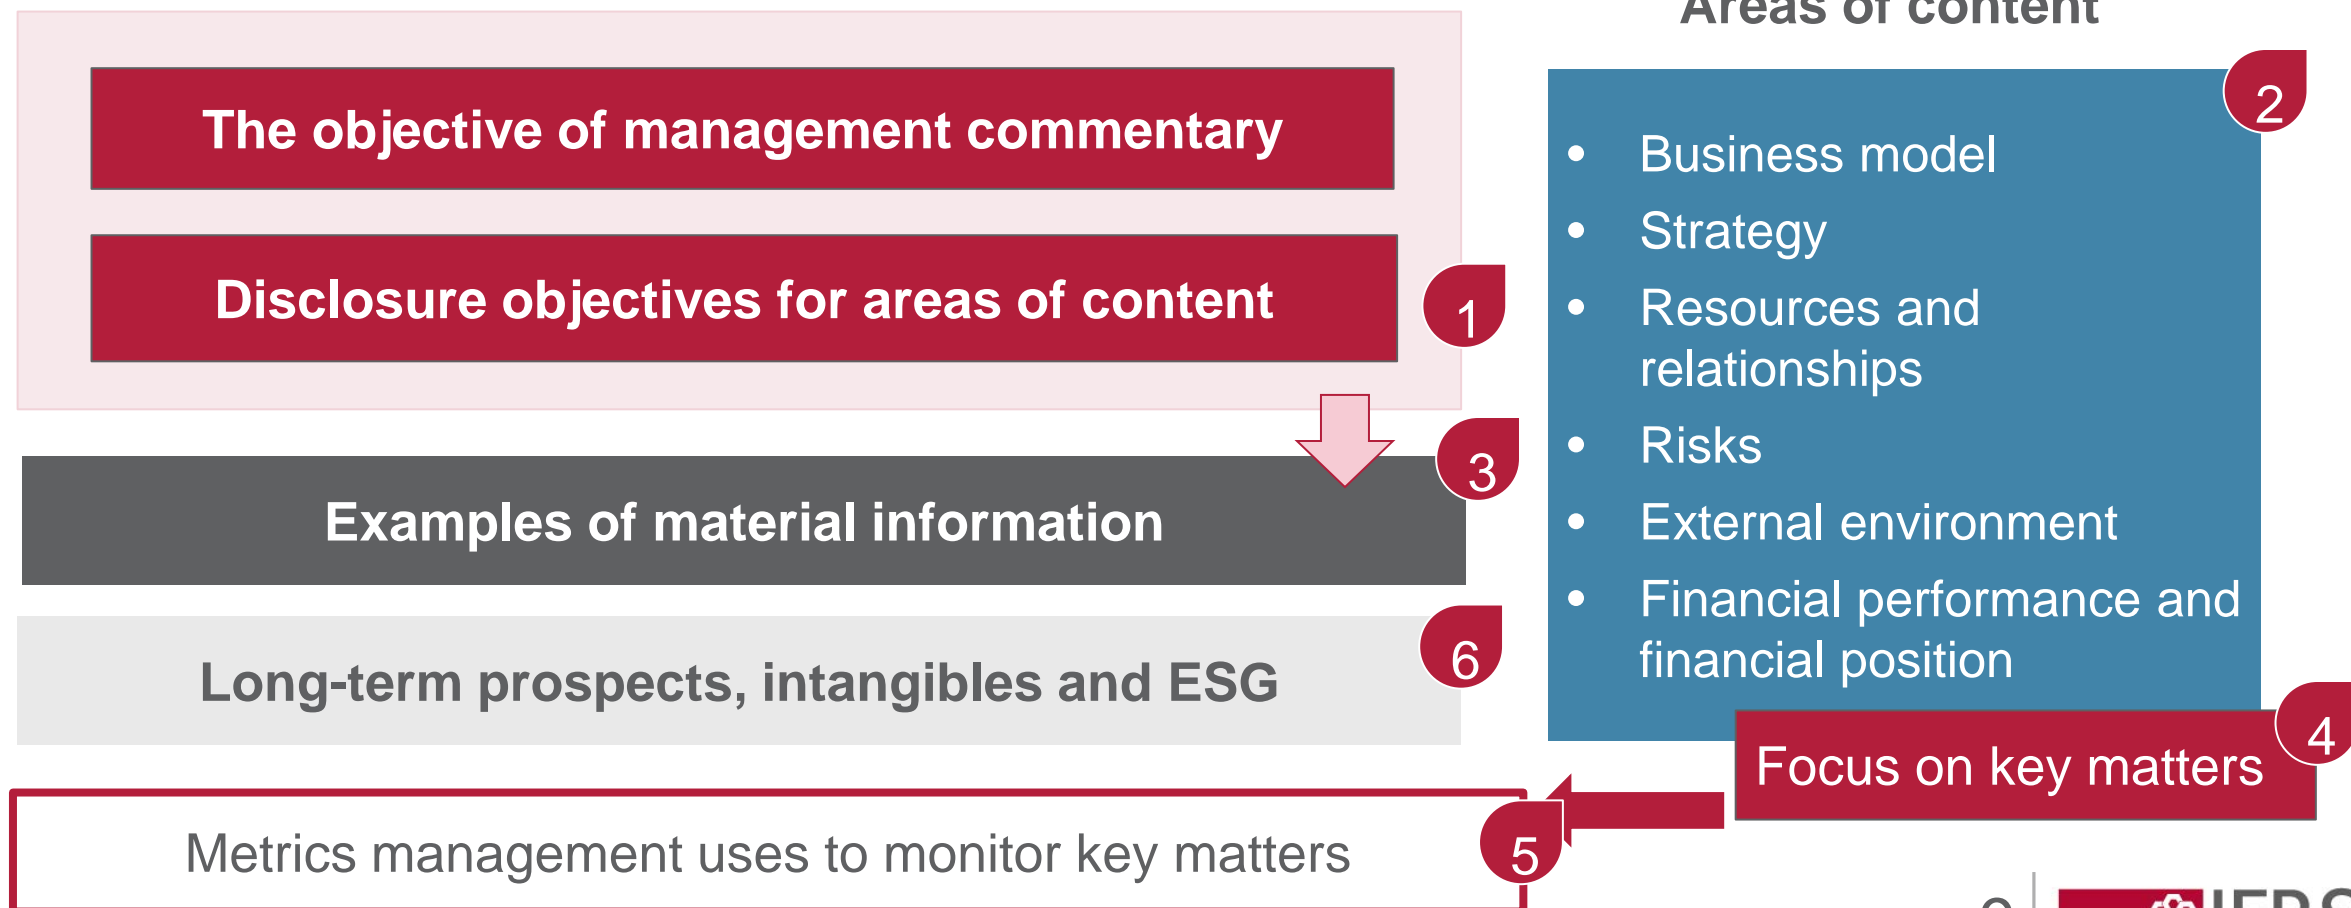 The objective of management commentary
Disclosure objectives for areas of content
1
Examples of material information
3
Long-term prospects, intangibles and ESG
6
Metrics management uses to monitor key matters
5
Areas of content
2
• Business model
• Strategy
• Resources and
relationships
• Risks
• External environment
• Financial performance and
financial position
Focus on key matters
4
IFRS